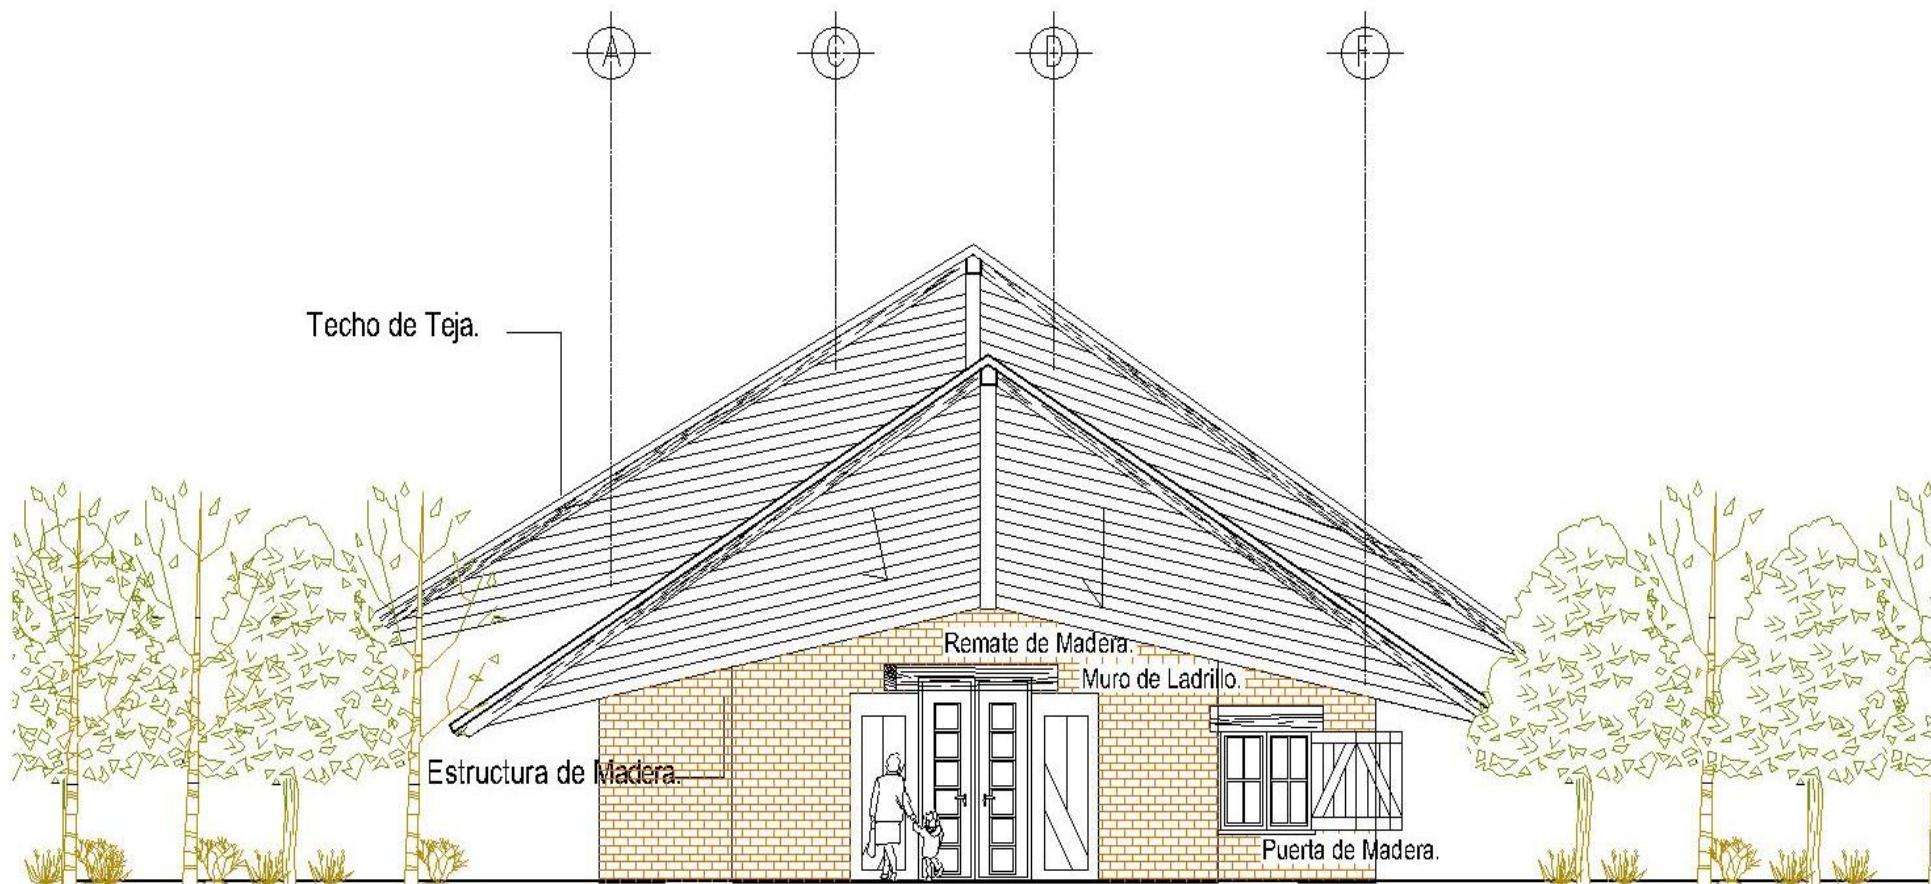 A C D F
Techo de Teja.
Remate de Madera.
Muro de Ladrillo.
Estructura de Madera.
Puerta de Madera.